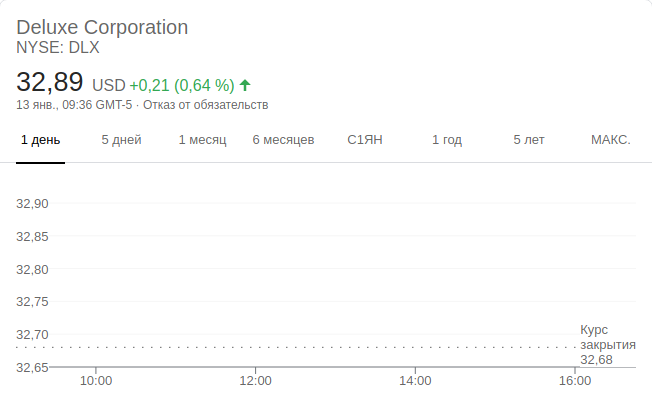 Deluxe Corporation
NYSE: DLX
32,89 USD +0,21 (0,64 %)
13 янв., 09:36 GMT-5 · Отказ от обязательств
1 день 5 дней 1 месяц 6 месяцев С1ЯН 1 год 5 лет МАКС.
32,90
32,85
32,80
32,75
32,70
Курс
закрытия
32,68
32,65
10:00 12:00 14:00 16:00